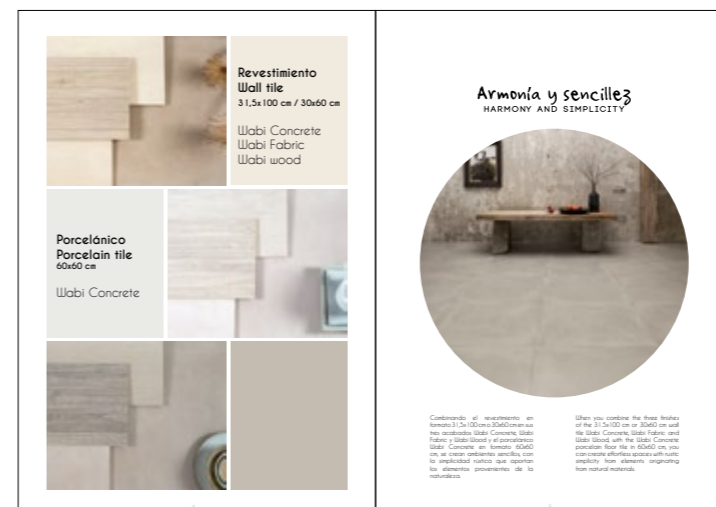 Revestimiento
Wall tile
31,5x100 cm / 30x60 cm
Wabi Concrete
Wabi Fabric
Wabi wood
Porcelánico
Porcelain tile
60x60 cm
Wabi Concrete
Armonía y sencillez
HARMONY AND SIMPLICITY
Combinando el revestimiento en
formato 31,5x100 cm o 30x60 cm en sus
tres acabados Wabi Concrete, Wabi
Fabric y Wabi Wood y el porcelánico
Wabi Concrete en formato 60x60
cm, se crean ambientes sencillos, con
la simplicidad rústica que aportan
los elementos provenientes de la
naturaleza.
When you combine the three finishes
of the 31,5x100 cm or 30x60 cm wall
tile Wabi Concrete, Wabi Fabric and
Wabi Wood, with the Wabi Concrete
porcelain floor tile in 60x60 cm, you
can create effortless spaces with rustic
simplicity from elements originating
from natural materials.